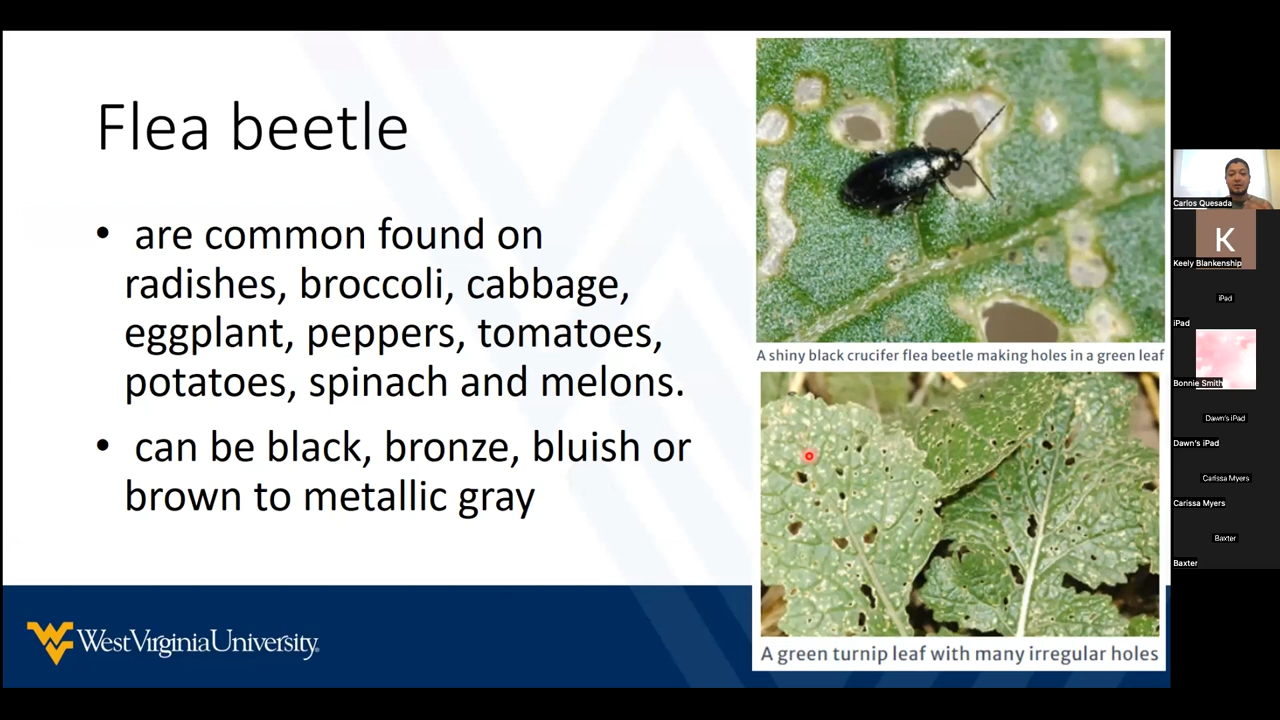 Flea beetle
• are common found on
radishes, broccoli, cabbage,
eggplant, peppers, tomatoes,
potatoes, spinach and melons.
• can be black, bronze, bluish or
brown to metallic gray
A shiny black crucifer flea beetle making holes in a green leaf
A green turnip leaf with many irregular holes
WestVirginiaUniversity
Carlos Quesada
K
Keely Blankenship
iPad
iPad
Bonnie Smith
Dawn's iPad
Dawn's iPad
Carissa Myers
Carissa Myers
Baxter
Baxter